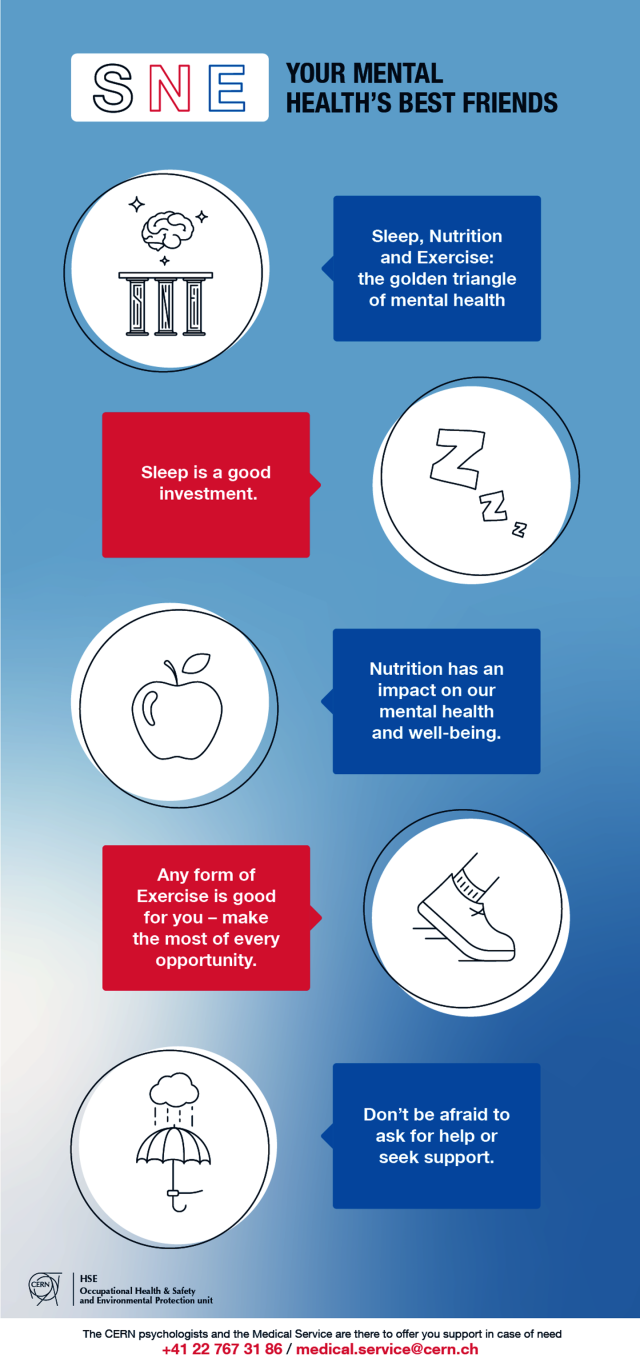 SNE
YOUR MENTAL
HEALTH'S BEST FRIENDS
SNE
Sleep, Nutrition
and Exercise:
the golden triangle
of mental health
Sleep is a good
investment.
Z
Z
Z
Nutrition has an
impact on our
mental health
and well-being.
Any form of
Exercise is good
for you – make
the most of every
opportunity.
Don't be afraid to
ask for help or
seek support.
CERN
HSE
Occupational Health & Safety
and Environmental Protection unit
The CERN psychologists and the Medical Service are there to offer you support in case of need
+41 22 767 31 86 / medical.service@cern.ch